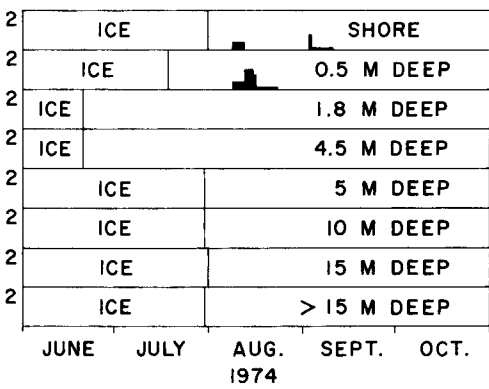 2 ICE SHORE
2 ICE 0.5 M DEEP
2 ICE 1.8 M DEEP
2 ICE 4.5 M DEEP
2 ICE 5 M DEEP
2 ICE 10 M DEEP
2 ICE 15 M DEEP
2 ICE > 15 M DEEP
JUNE JULY AUG. SEPT. OCT.
1974